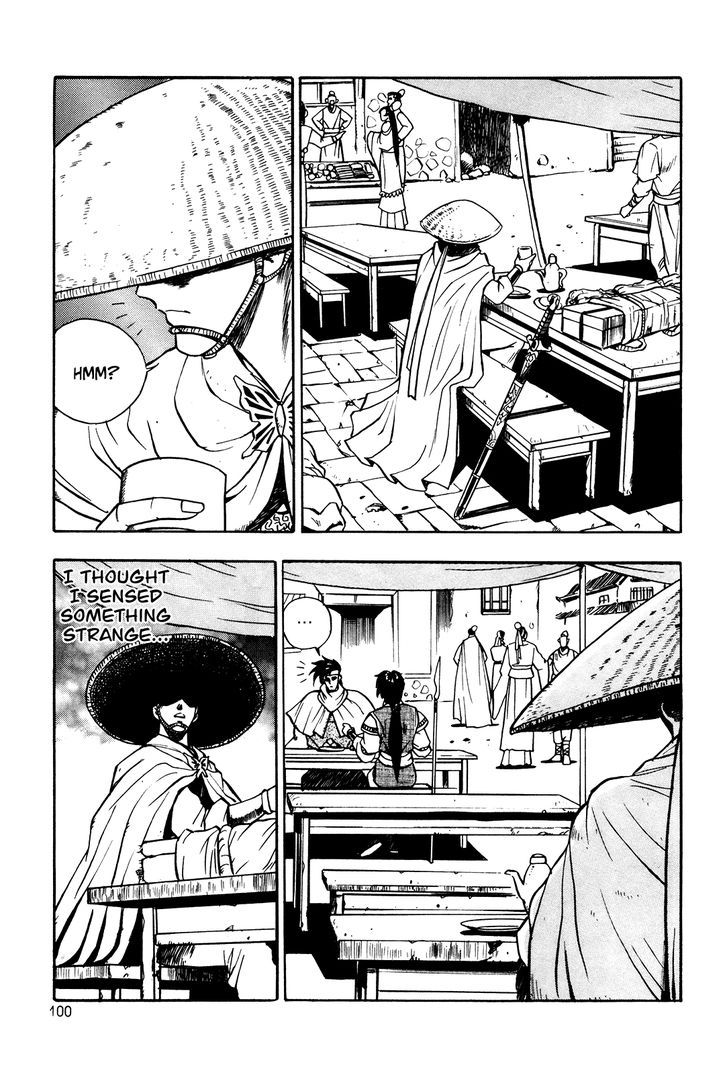 HMM?
...
I THOUGHT
I SENSED
SOMETHING
STRANGE...
100